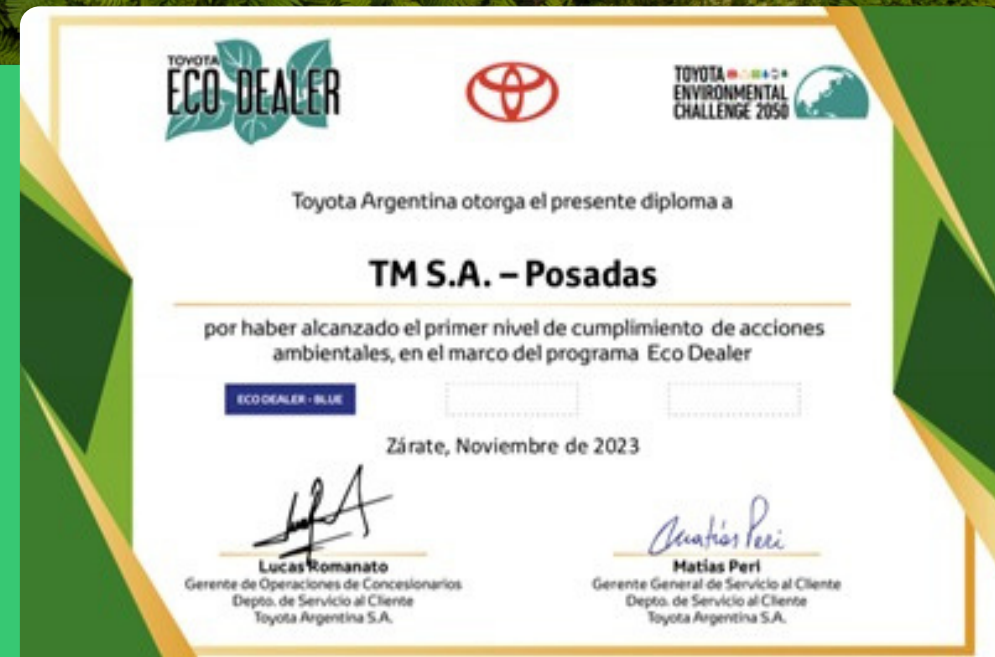 TOYOTA
ECO DEALER
TOYOTA
ENVIRONMENTAL
CHALLENGE 2050
Toyota Argentina otorga el presente diploma a
TM S.A. – Posadas
por haber alcanzado el primer nivel de cumplimiento de acciones
ambientales, en el marco del programa Eco Dealer
ECO DEALER - BLUE
Zárate, Noviembre de 2023
Matías Peri
Lucas Romanato
Gerente de Operaciones de Concesionarios
Depto. de Servicio al Cliente
Toyota Argentina S.A.
Matías Peri
Gerente General de Servicio al Cliente
Depto. de Servicio al Cliente
Toyota Argentina S.A.